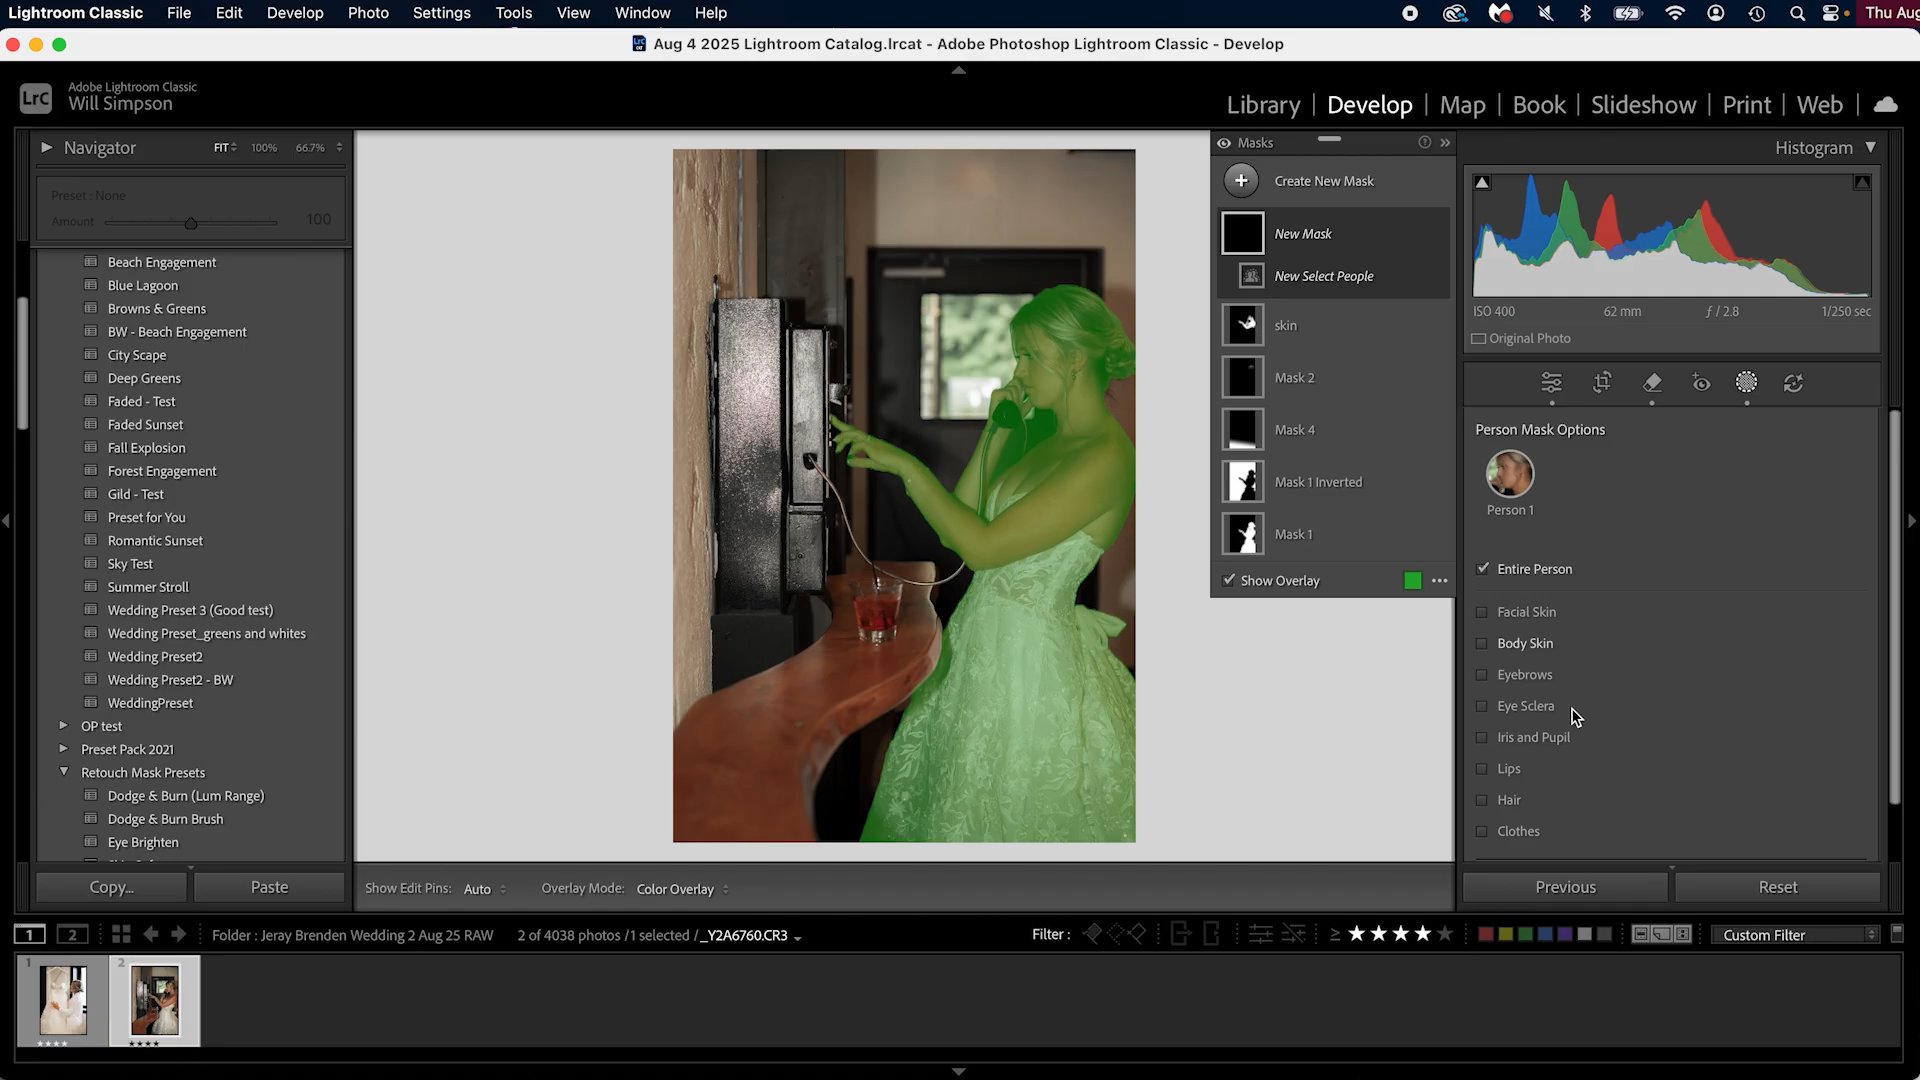 Lightroom Classic File Edit Develop Photo Settings Tools View Window Help Thu Aug
Aug 4 2025 Lightroom Catalog.lrcat - Adobe Photoshop Lightroom Classic - Develop
LrC
Adobe Lightroom Classic
Will Simpson
Library | Develop | Map | Book | Slideshow | Print | Web
Navigator FIT 100% 66.7%
Preset : None
Amount 100
Beach Engagement
Blue Lagoon
Browns & Greens
BW - Beach Engagement
City Scape
Deep Greens
Faded - Test
Faded Sunset
Fall Explosion
Forest Engagement
Gild - Test
Preset for You
Romantic Sunset
Sky Test
Summer Stroll
Wedding Preset 3 (Good test)
Wedding Preset_greens and whites
Wedding Preset2
Wedding Preset2 - BW
WeddingPreset
OP test
Preset Pack 2021
Retouch Mask Presets
Dodge & Burn (Lum Range)
Dodge & Burn Brush
Eye Brighten
Copy... Paste
Masks
Create New Mask
New Mask
New Select People
skin
Mask 2
Mask 4
Mask 1 Inverted
Mask 1
Show Overlay
Histogram
ISO 400 62 mm ƒ / 2.8 1/250 sec
Original Photo
Person Mask Options
Person 1
Entire Person
Facial Skin
Body Skin
Eyebrows
Eye Sclera
Iris and Pupil
Lips
Hair
Clothes
Previous Reset
Show Edit Pins: Auto Overlay Mode: Color Overlay
1 2 Folder : Jeray Brenden Wedding 2 Aug 25 RAW 2 of 4038 photos /1 selected /_Y2A6760.CR3 Filter : ≥ ★★★★★ Custom Filter
1 2
★★★★ ★★★★